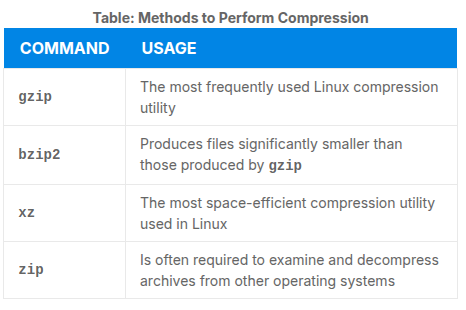 Table: Methods to Perform Compression
COMMAND USAGE
gzip
The most frequently used Linux compression
utility
bzip2
Produces files significantly smaller than
those produced by gzip
xz
The most space-efficient compression utility
used in Linux
zip
Is often required to examine and decompress
archives from other operating systems